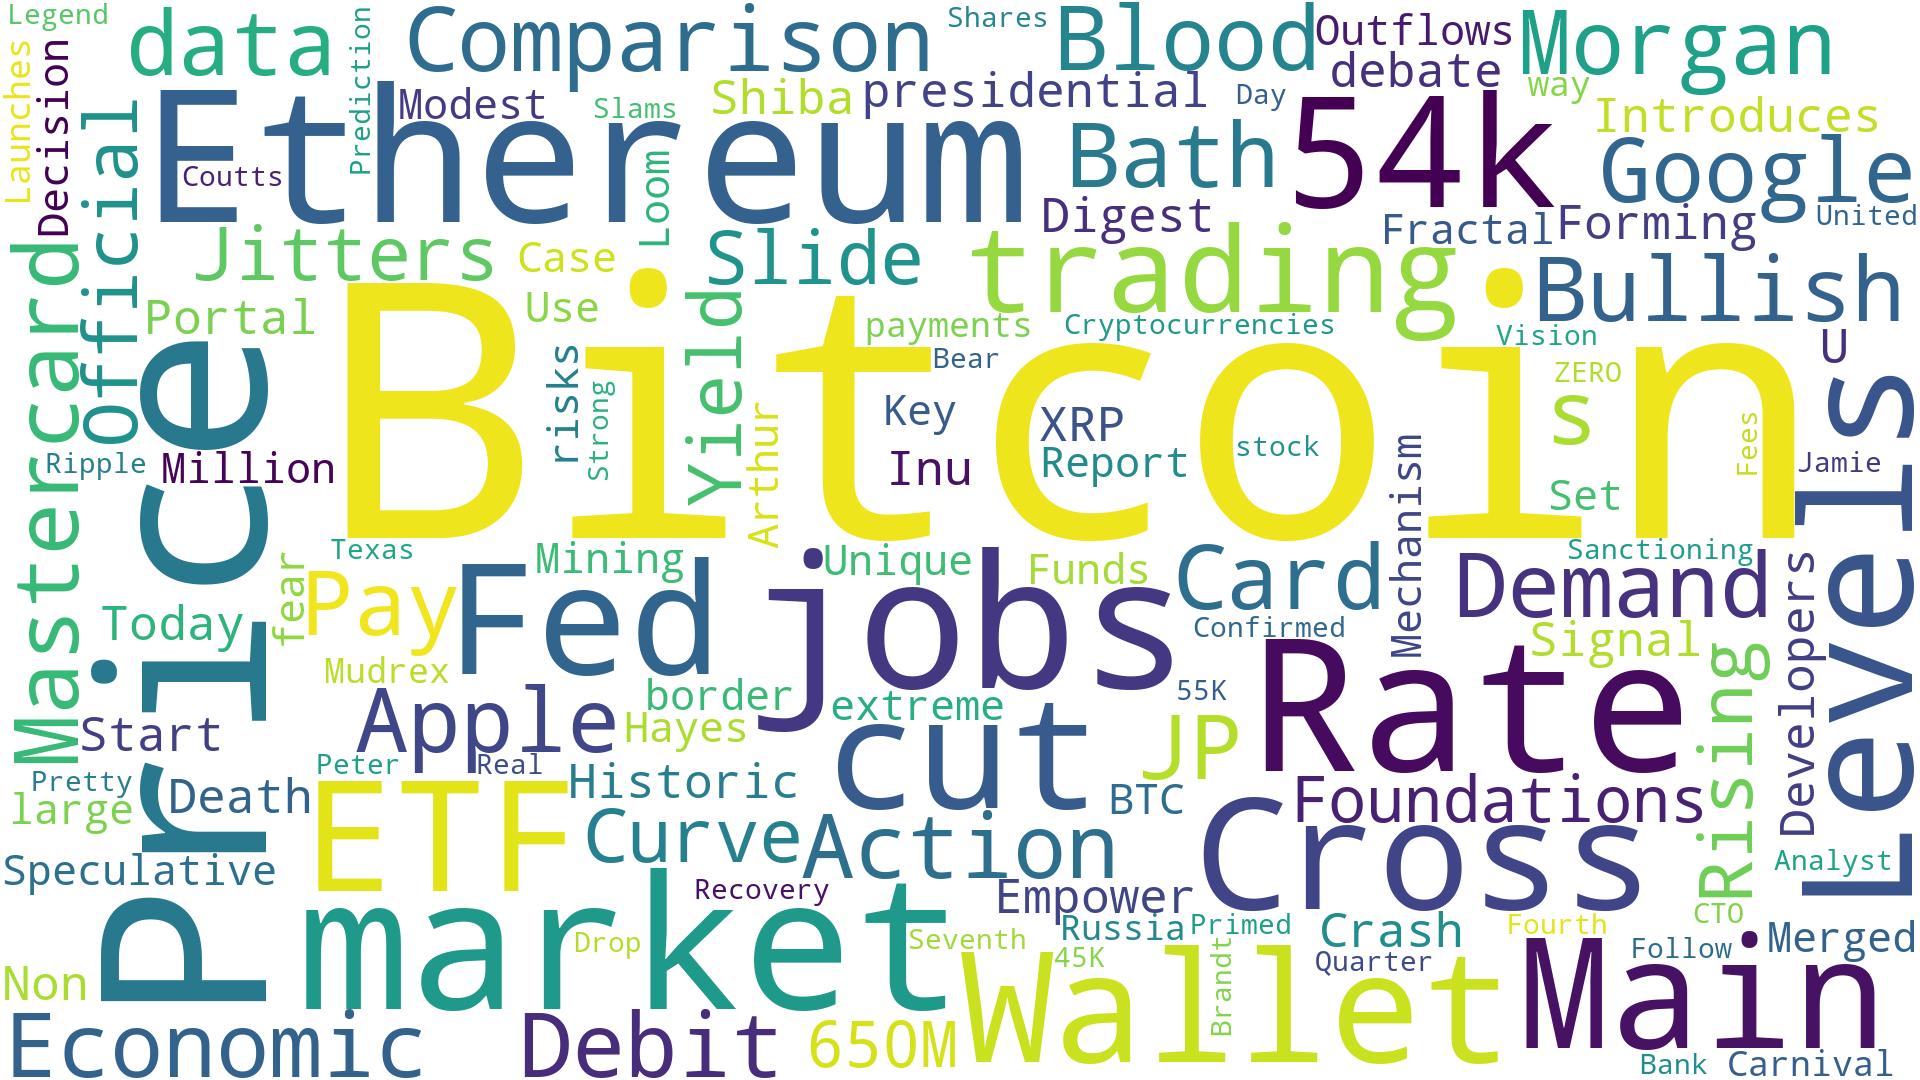 Legend
data
Comparison
Shares
Blood
Outflows
Morgan
Launches
Decision
Prediction
debate
Modest
Slams
Shiba
presidential
Day
way
Introduces
Official
Ethereum
Bath
54k
Google
Coutts
Loom
Digest
Fractal
Forming
United
Jitters
Case
Slide
trading
Bullish
Mastercard
Portal
Use
Yield
payments
Cryptocurrencies
Vision
U
Price
Bitcoin
risks
Strong
Arthur
Bear
Key
XRP
Inu
Report
stock
ZERO
s
Fees
Levels
Ripple
Million
Mechanism
Set
Jamie
Texas
Mining
Unique
Funds
Card
Sanctioning
fear
Pay
Fed
jobs
Demand
Today
Confirmed
Signal
Developers
Mudrex
Apple
border
Hayes
extreme
55K
Rate
Rising
Start
cut
JP
Peter
Real
Pretty
large
Death
ETF
Historic
BTC
Foundations
Curve
Action
Cross
Speculative
Recovery
Empower
Analyst
market
Drop
Seventh
Russia
Primed
Crash
Fourth
CTO
Non
45K
Brandt
Quarter
Follow
Merged
Wallet
Main
Economic
Debit
650M
Bank
Carnival